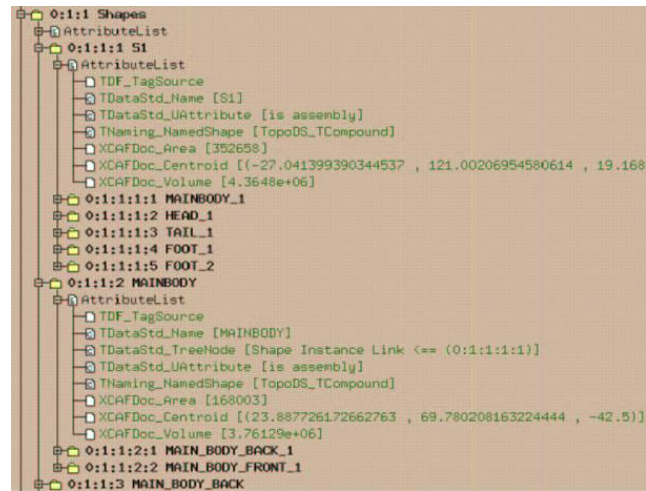 0:1:1 Shapes
AttributeList
0:1:1:1 S1
AttributeList
TDF_TagSource
TDataStd_Name [S1]
TDataStd_UAttribute [is assembly]
TNaming_NamedShape [TopoDS_TCompound]
XCAFDoc_Area [352658]
XCAFDoc_Centroid [(-27.041399390344537 , 121.00206954580614 , 19.168
XCAFDoc_Volume [4.3648e+06]
0:1:1:1:1 MAINBODY_1
0:1:1:1:2 HEAD_1
0:1:1:1:3 TAIL_1
0:1:1:1:4 FOOT_1
0:1:1:1:5 FOOT_2
0:1:1:2 MAINBODY
AttributeList
TDF_TagSource
TDataStd_Name [MAINBODY]
TDataStd_TreeNode [Shape Instance Link <== (0:1:1:1:1)]
TDataStd_UAttribute [is assembly]
TNaming_NamedShape [TopoDS_TCompound]
XCAFDoc_Area [168003]
XCAFDoc_Centroid [(23.887726172662763 , 69.780208163224444 , -42.5)]
XCAFDoc_Volume [3.76129e+06]
0:1:1:2:1 MAIN_BODY_BACK_1
0:1:1:2:2 MAIN_BODY_FRONT_1
0:1:1:3 MAIN_BODY_BACK